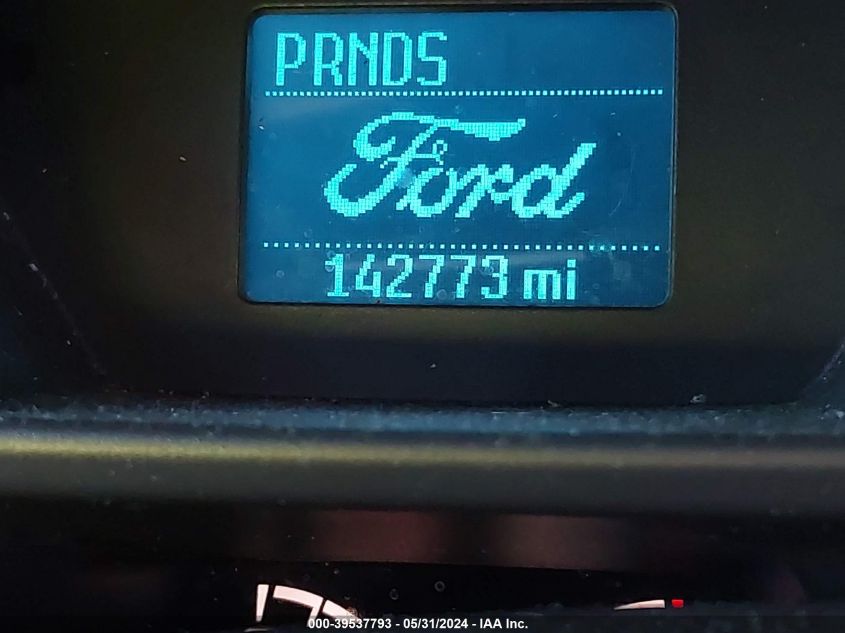 PRNDS
Ford
142773 mi
000-39537793 - 05/31/2024 - IAA Inc.